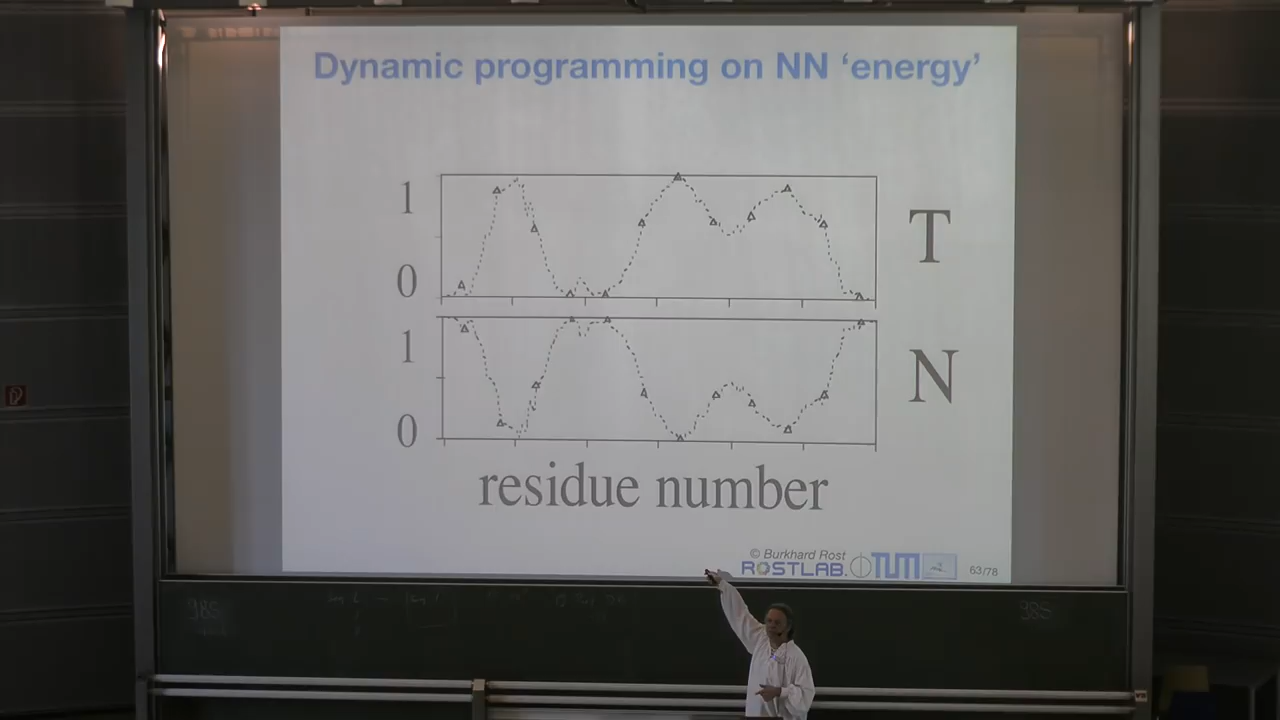 Dynamic programming on NN ‘energy’
1
T
0
1
N
0
residue number
© Burkhard Rost
ROSTLAB.
TUM
63/78